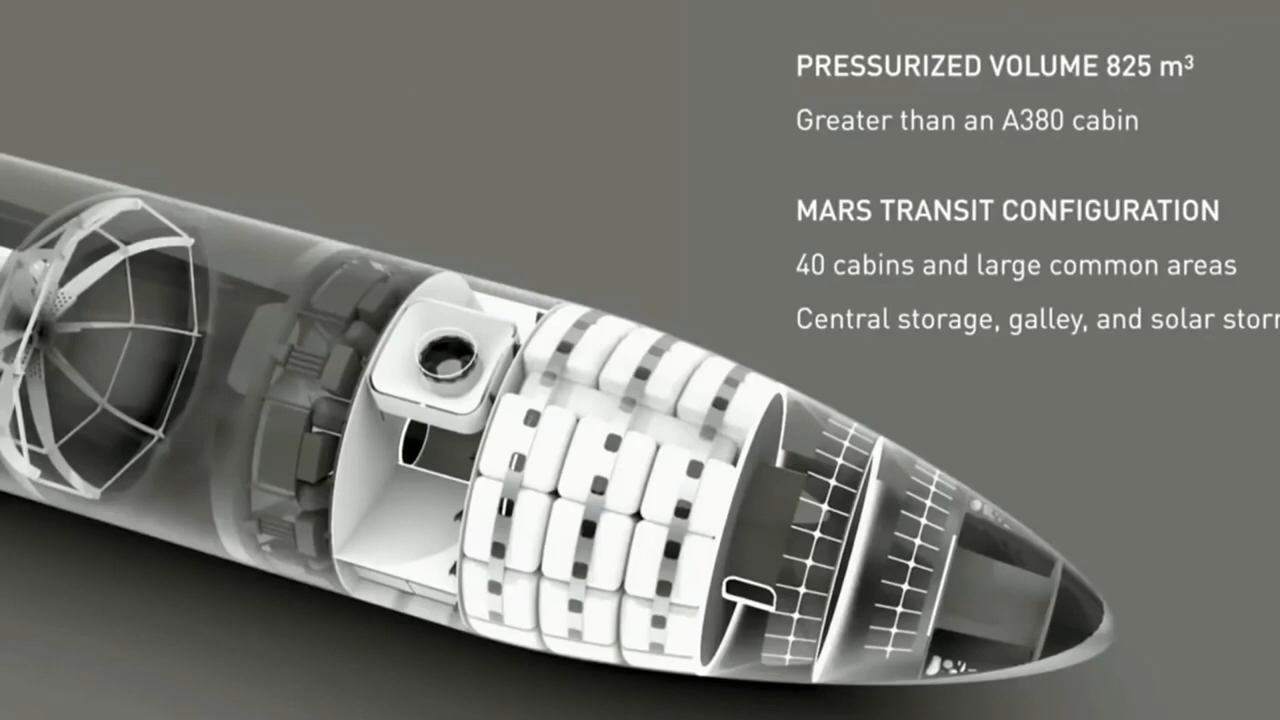 PRESSURIZED VOLUME 825 m³
Greater than an A380 cabin
MARS TRANSIT CONFIGURATION
40 cabins and large common areas
Central storage, galley, and solar